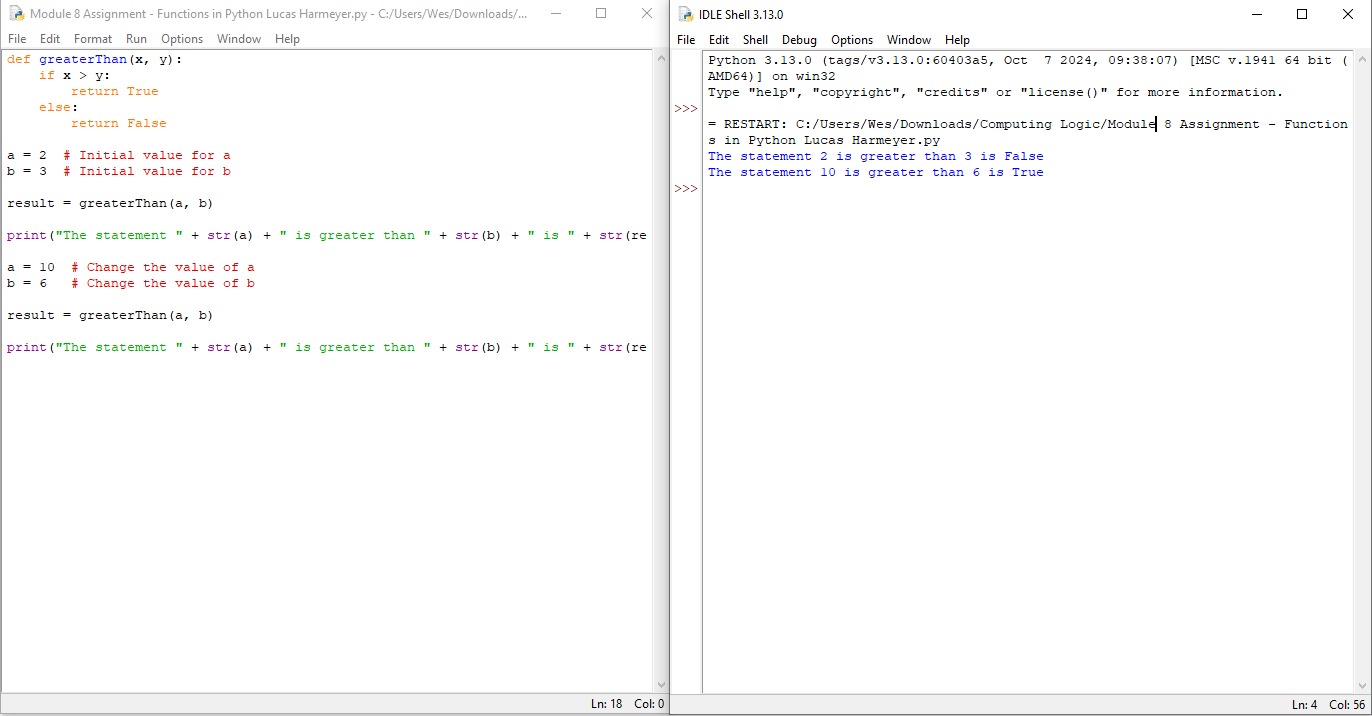 Module 8 Assignment - Functions in Python Lucas Harmeyer.py - C:/Users/Wes/Downloads/...
File Edit Format Run Options Window Help
def greaterThan(x, y):
    if x > y:
        return True
    else:
        return False
a = 2  # Initial value for a
b = 3  # Initial value for b
result = greaterThan(a, b)
print("The statement " + str(a) + " is greater than " + str(b) + " is " + str(re
a = 10  # Change the value of a
b = 6   # Change the value of b
result = greaterThan(a, b)
print("The statement " + str(a) + " is greater than " + str(b) + " is " + str(re
Ln: 18 Col: 0
IDLE Shell 3.13.0
File Edit Shell Debug Options Window Help
Python 3.13.0 (tags/v3.13.0:60403a5, Oct  7 2024, 09:38:07) [MSC v.1941 64 bit (
AMD64)] on win32
Type "help", "copyright", "credits" or "license()" for more information.
>>>
= RESTART: C:/Users/Wes/Downloads/Computing Logic/Module 8 Assignment - Function
s in Python Lucas Harmeyer.py
The statement 2 is greater than 3 is False
The statement 10 is greater than 6 is True
>>>
Ln: 4 Col: 56